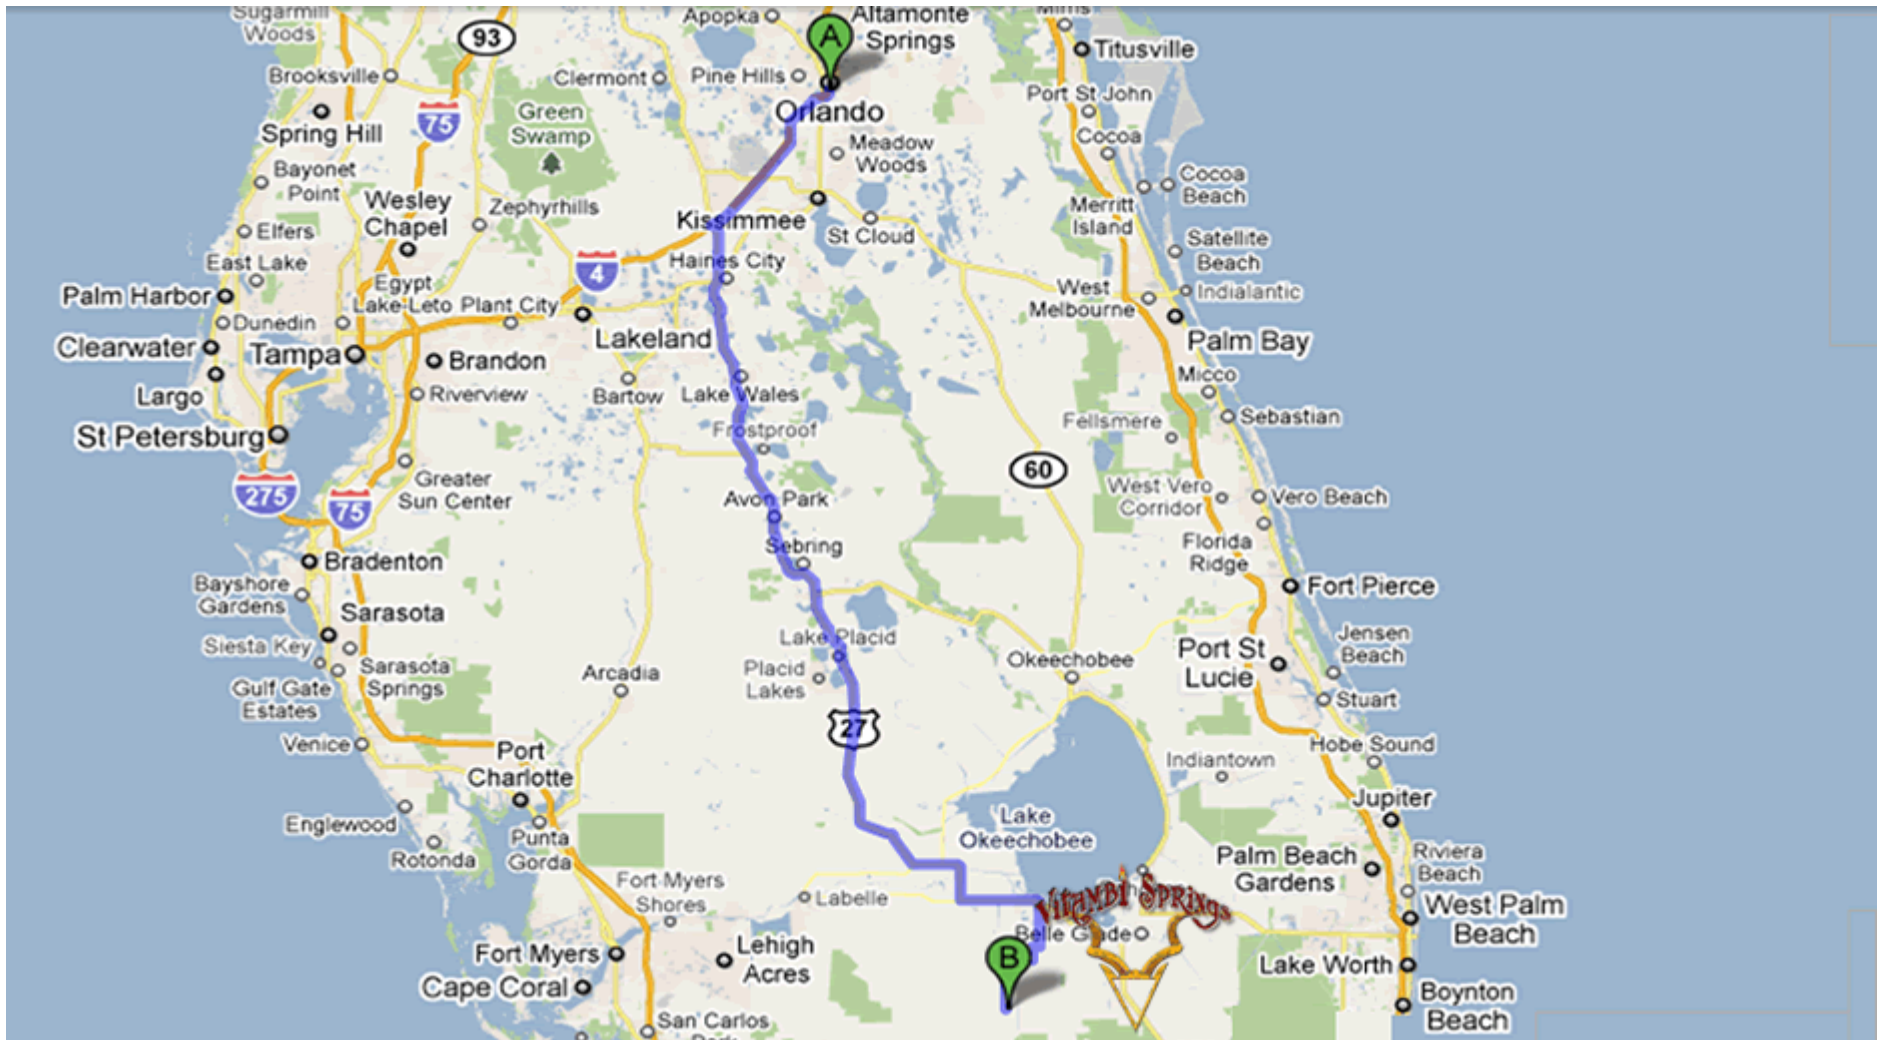 Sugarmill
Woods
93
Apopka
Altamonte
Springs
A
Mims
Titusville
Brooksville
Clermont
Pine Hills
Port St John
Spring Hill
75
Green
Swamp
Orlando
Cocoa
Meadow
Woods
Bayonet
Point
Wesley
Chapel
Zephyrhills
Kissimmee
St Cloud
Merritt
Island
Cocoa
Beach
Elfers
Satellite
Beach
East Lake
4
Haines City
Egypt
Lake-Leto
Plant City
West
Melbourne
Indialantic
Palm Harbor
Dunedin
Lakeland
Palm Bay
Clearwater
Tampa
Brandon
Micco
Largo
Riverview
Bartow
Lake Wales
Sebastian
St Petersburg
Frostproof
Fellsmere
60
275
75
Greater
Sun Center
Avon Park
West Vero
Corridor
Vero Beach
Bradenton
Sebring
Florida
Ridge
Bayshore
Gardens
Fort Pierce
Sarasota
Siesta Key
Sarasota
Springs
Lake Placid
Placid
Lakes
Okeechobee
Port St
Lucie
Jensen
Beach
Arcadia
Gulf Gate
Estates
Stuart
Venice
27
Hobe Sound
Port
Charlotte
Indiantown
Englewood
Jupiter
Punta
Gorda
Lake
Okeechobee
Rotonda
Palm Beach
Gardens
Riviera
Beach
Fort Myers
Shores
Labelle
Vitambi Springs
West Palm
Beach
Belle Glade
Fort Myers
Lehigh
Acres
B
Lake Worth
Cape Coral
Boynton
Beach
San Carlos